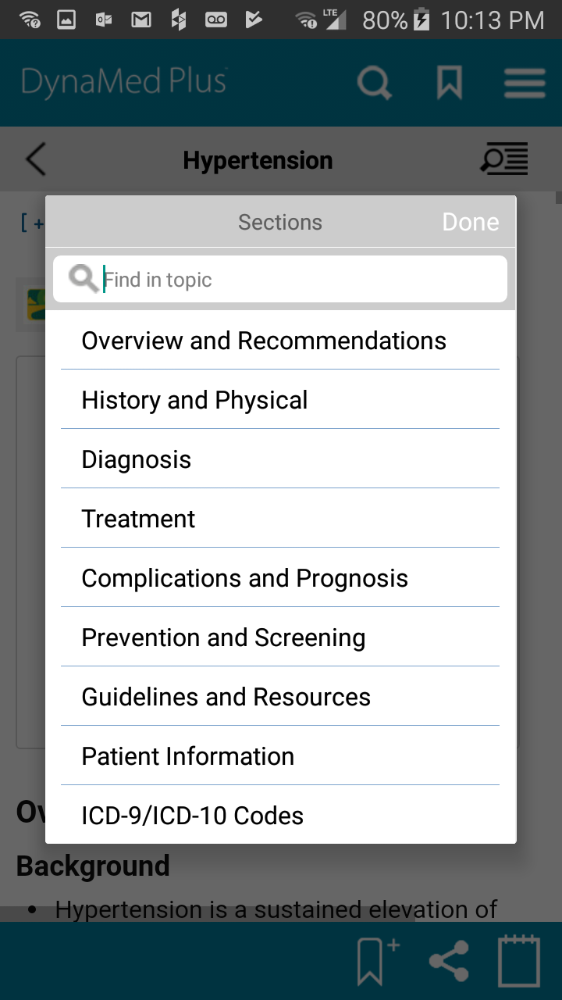 LTE 80% 10:13 PM
DynaMed Plus
Hypertension
[ +
Sections Done
Find in topic
Overview and Recommendations
History and Physical
Diagnosis
Treatment
Complications and Prognosis
Prevention and Screening
Guidelines and Resources
Patient Information
ICD-9/ICD-10 Codes
Background
• Hypertension is a sustained elevation of